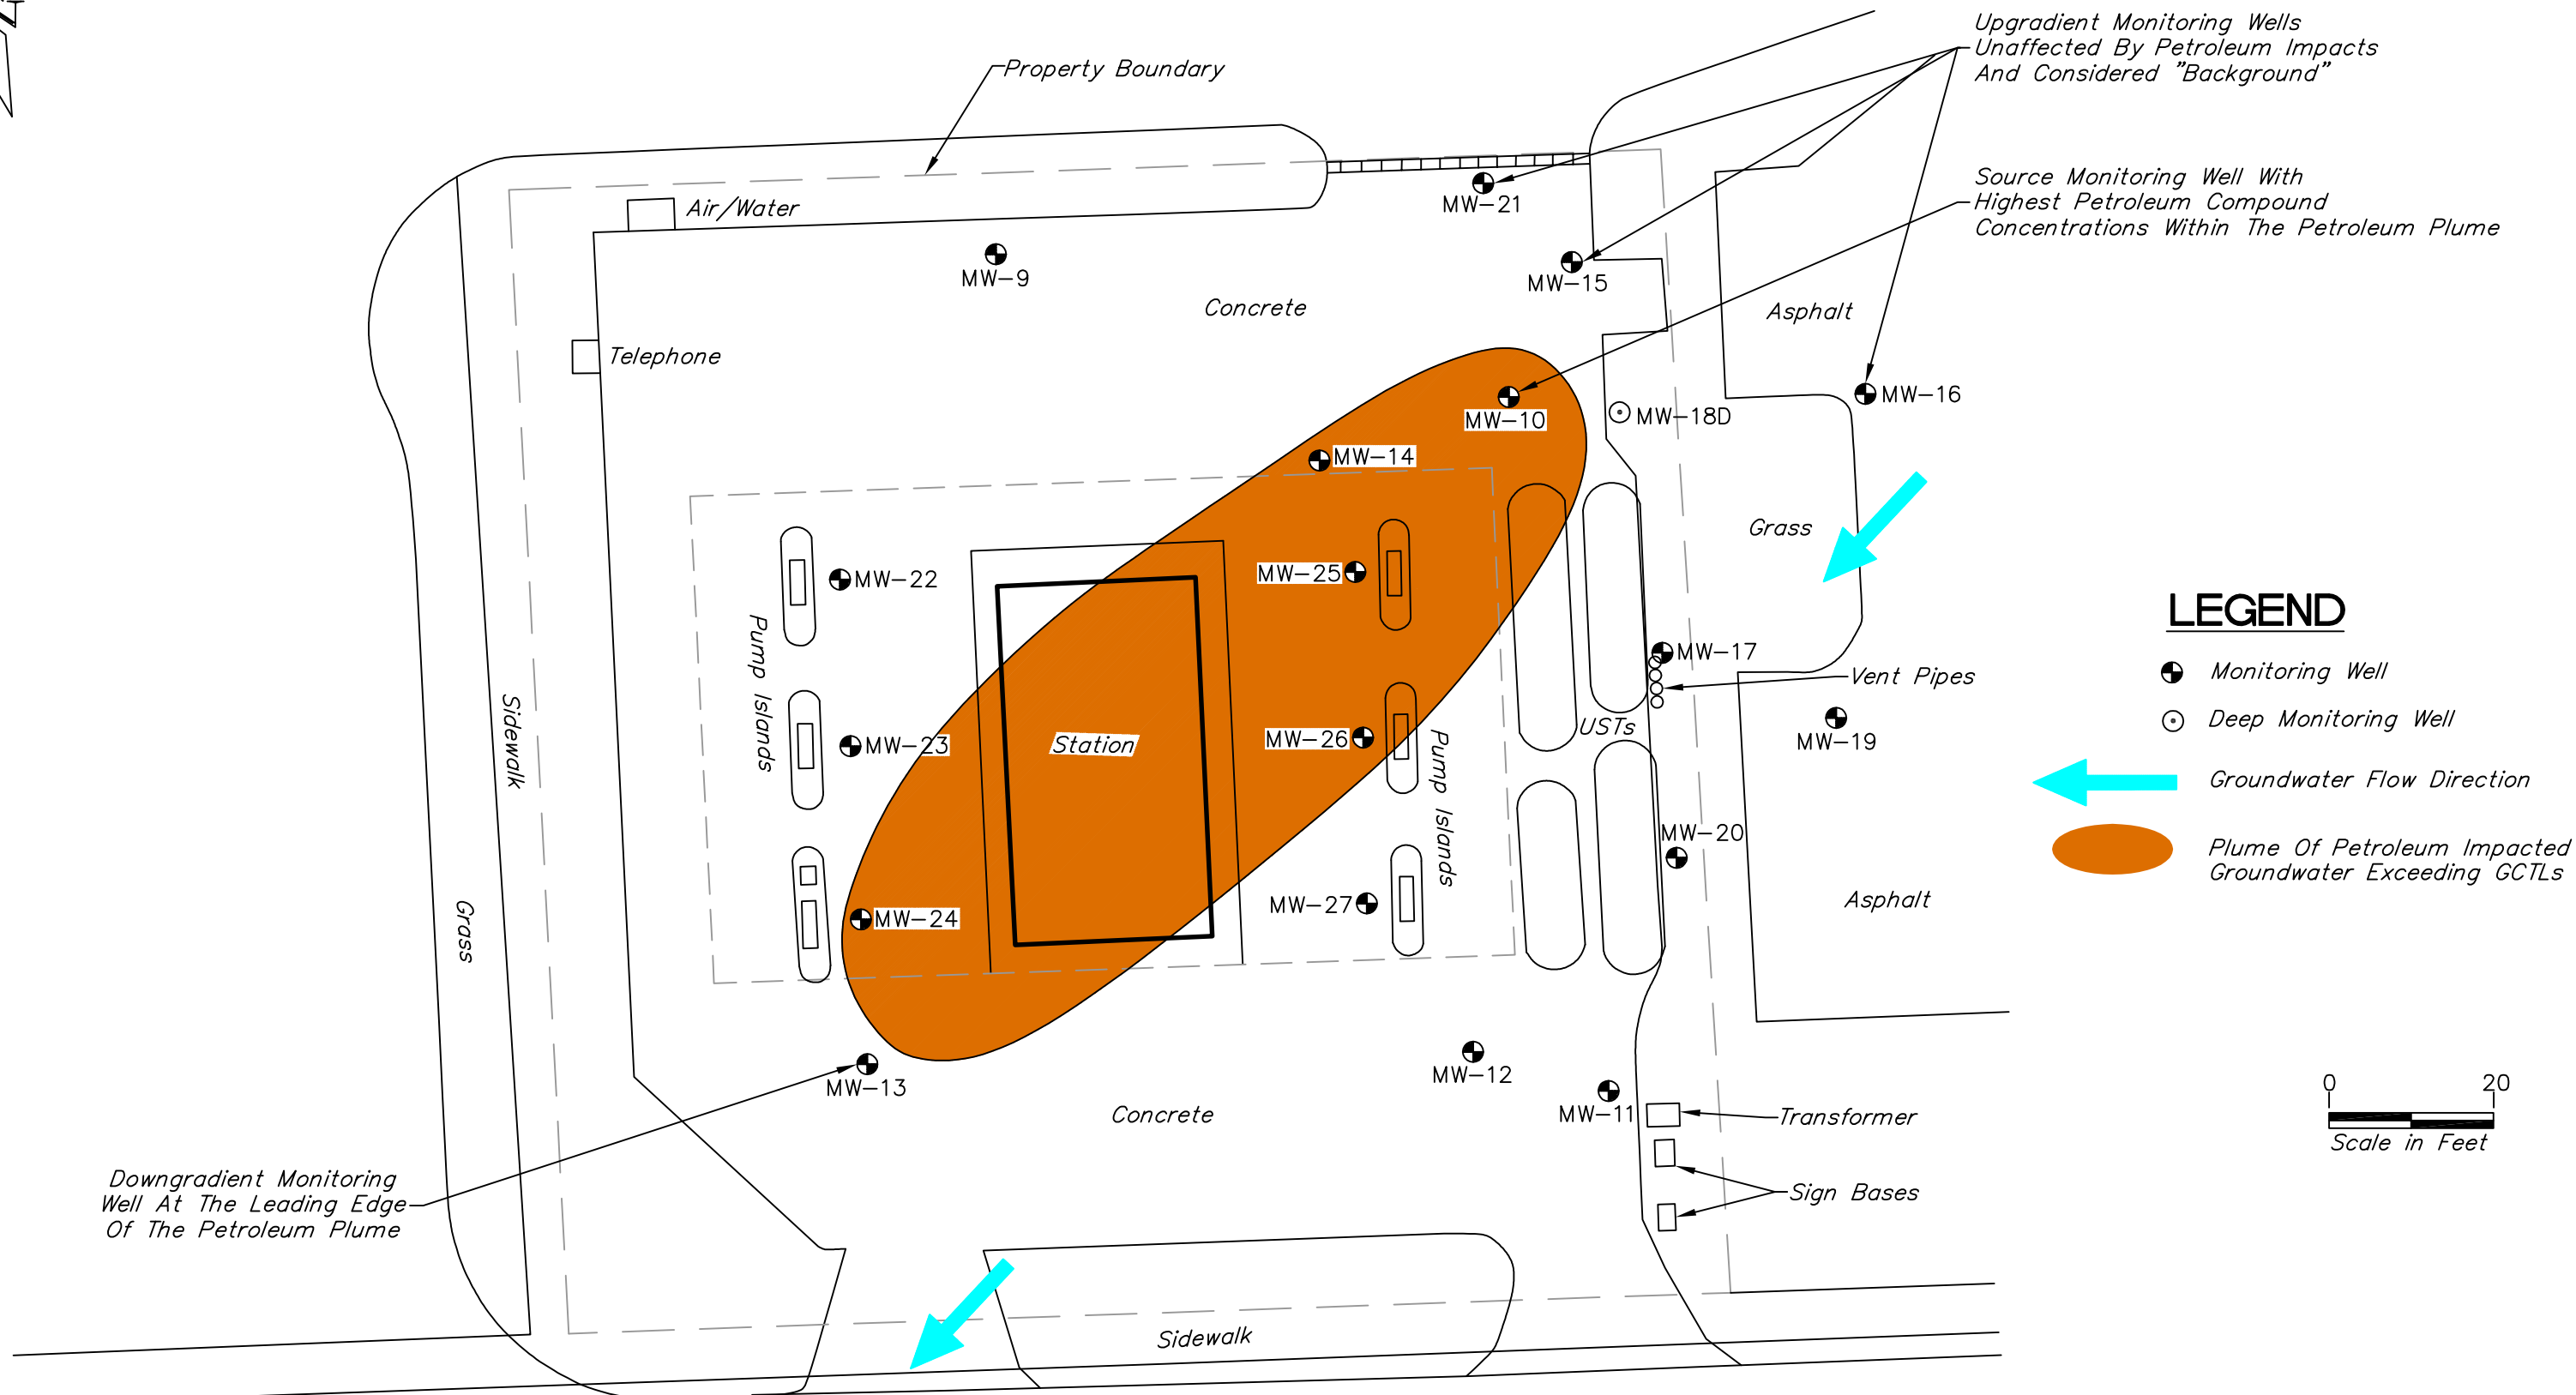 Upgradient Monitoring Wells
Unaffected By Petroleum Impacts
And Considered "Background"
Property Boundary
Source Monitoring Well With
Highest Petroleum Compound
Concentrations Within The Petroleum Plume
Air/Water
MW-21
MW-9
MW-15
Concrete
Asphalt
Telephone
MW-16
MW-10
MW-18D
MW-14
Grass
MW-25
MW-22
LEGEND
Monitoring Well
Deep Monitoring Well
Groundwater Flow Direction
Plume Of Petroleum Impacted
Groundwater Exceeding GCTLs
Pump Islands
MW-17
Vent Pipes
Sidewalk
MW-23
Station
MW-26
USTs
MW-19
Pump Islands
MW-20
Grass
MW-24
MW-27
Asphalt
MW-13
MW-12
MW-11
Concrete
Transformer
0 20
Scale in Feet
Downgradient Monitoring
Well At The Leading Edge
Of The Petroleum Plume
Sign Bases
Sidewalk